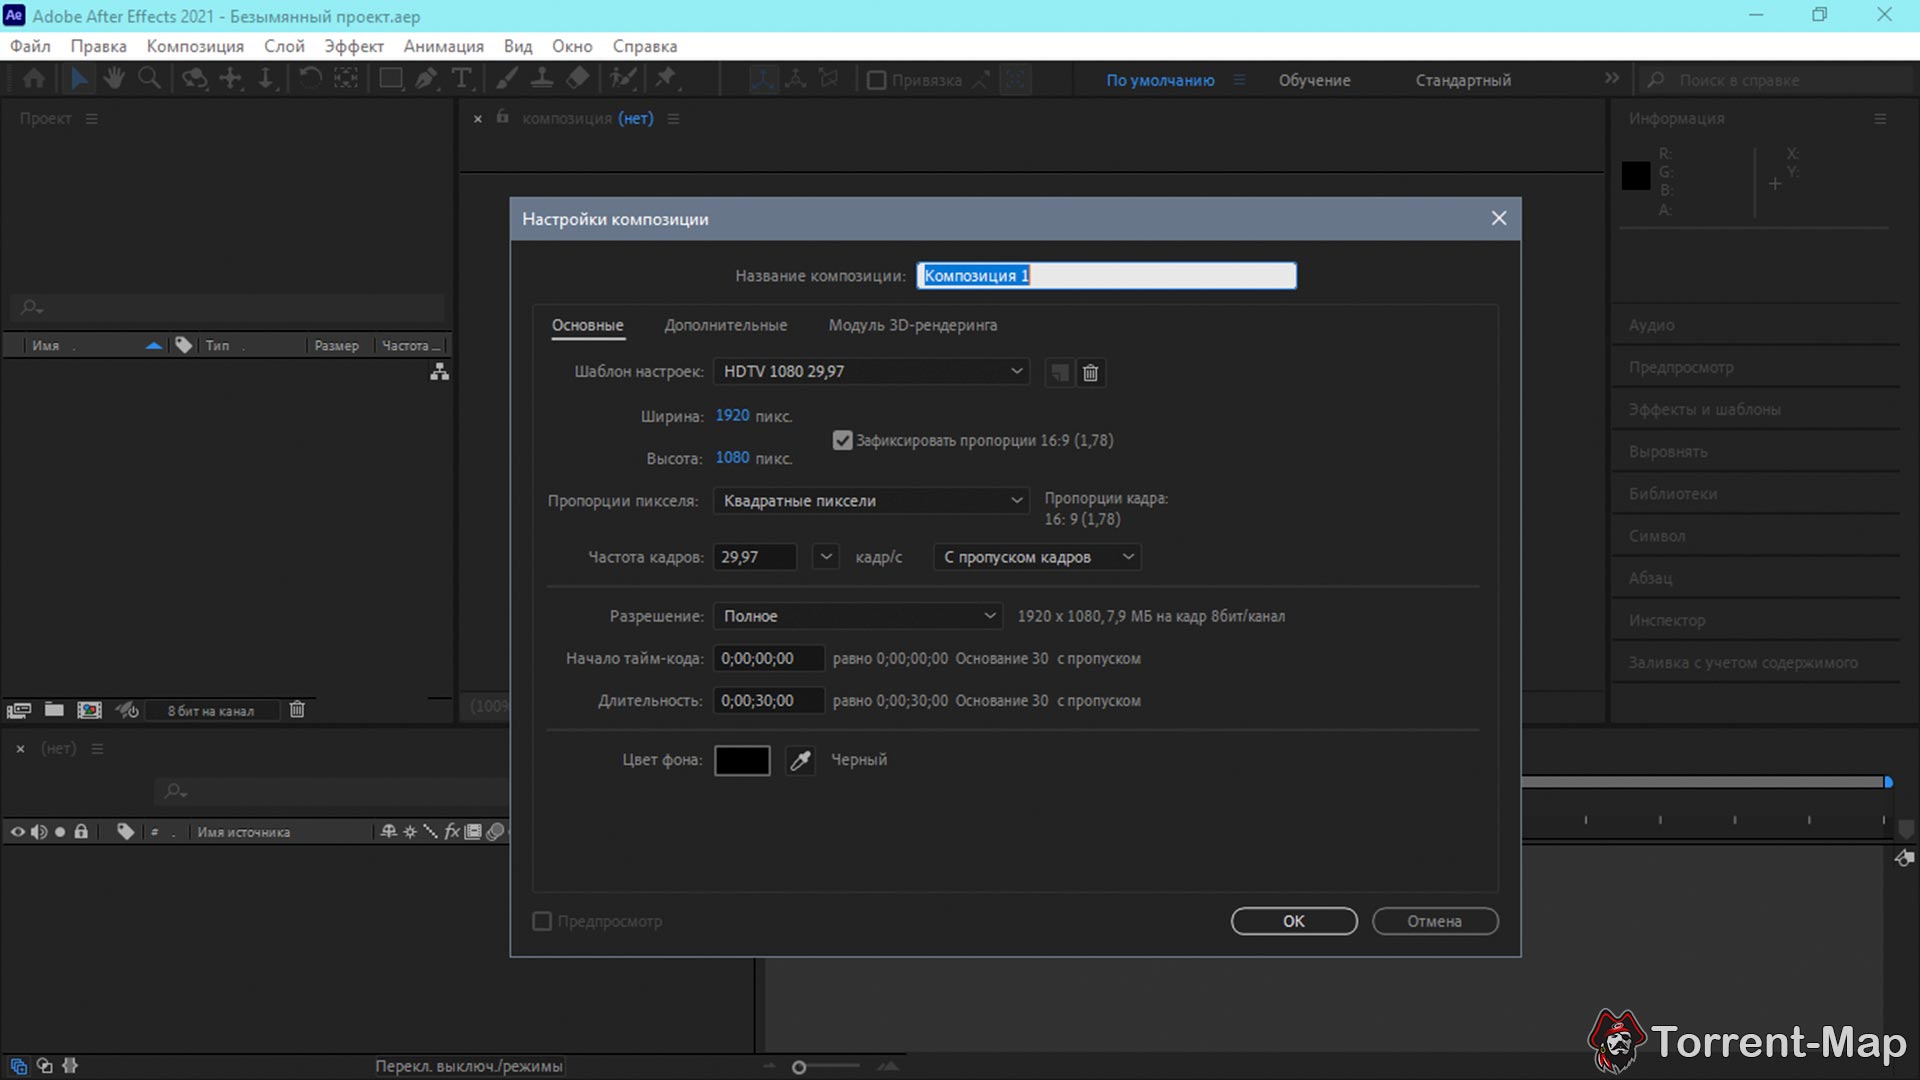 Ae Adobe After Effects 2021 - Безымянный проект.aep
Файл Правка Композиция Слой Эффект Анимация Вид Окно Справка
Привязка По умолчанию Обучение Стандартный Поиск в справке
Проект
композиция (нет)
Информация
R: X:
G: Y:
B:
A:
Настройки композиции
Название композиции: Композиция 1
Основные Дополнительные Модуль 3D-рендеринга
Имя Тип Размер Частота ...
Шаблон настроек: HDTV 1080 29,97
Ширина: 1920 пикс.
Зафиксировать пропорции 16:9 (1,78)
Высота: 1080 пикс.
Пропорции пикселя: Квадратные пиксели Пропорции кадра:
16: 9 (1,78)
Частота кадров: 29,97 кадр/с С пропуском кадров
Разрешение: Полное 1920 x 1080, 7,9 МБ на кадр 8бит/канал
Начало тайм-кода: 0;00;00;00 равно 0;00;00;00 Основание 30 с пропуском
Длительность: 0;00;30;00 равно 0;00;30;00 Основание 30 с пропуском
Цвет фона: Черный
Предпросмотр OK Отмена
Аудио
Предпросмотр
Эффекты и шаблоны
Выровнять
Библиотеки
Символ
Абзац
Инспектор
Заливка с учетом содержимого
8 бит на канал
(100%
(нет)
# . Имя источника fx
Перекл. выключ./режимы
Torrent-Map